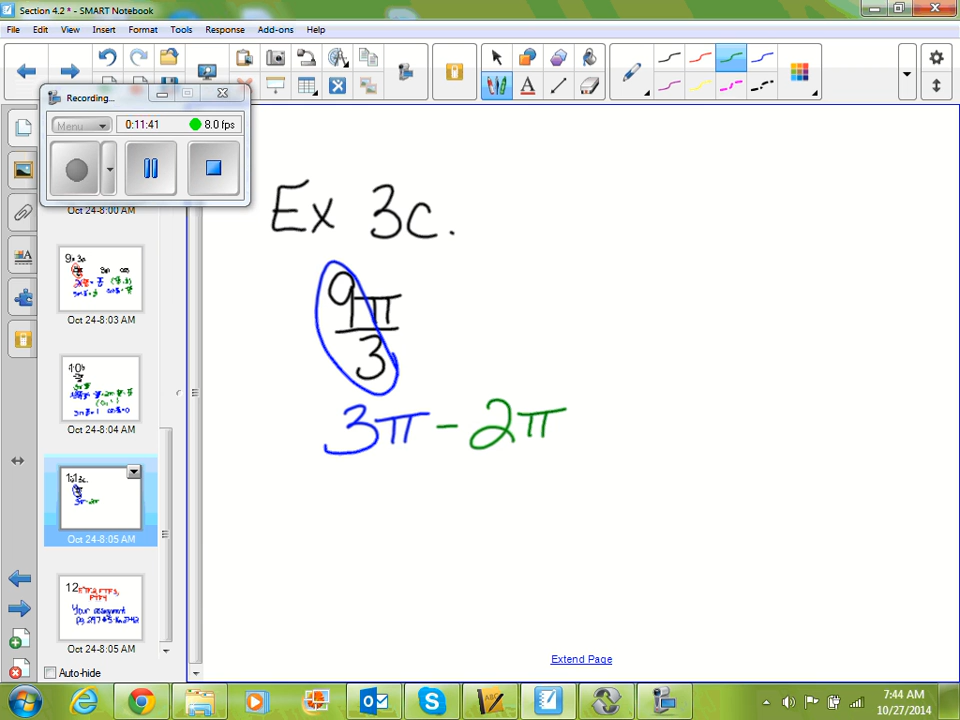 Section 4.2 * - SMART Notebook
File Edit View Insert Format Tools Response Add-ons Help
Recording...
Menu 0:11:41 8.0 fps
Oct 24-8:00 AM
Oct 24-8:03 AM
Oct 24-8:04 AM
Oct 24-8:05 AM
12
Your assignment
Oct 24-8:05 AM
Auto-hide
Ex 3c.
9π
3
3π - 2π
Extend Page
7:44 AM
10/27/2014